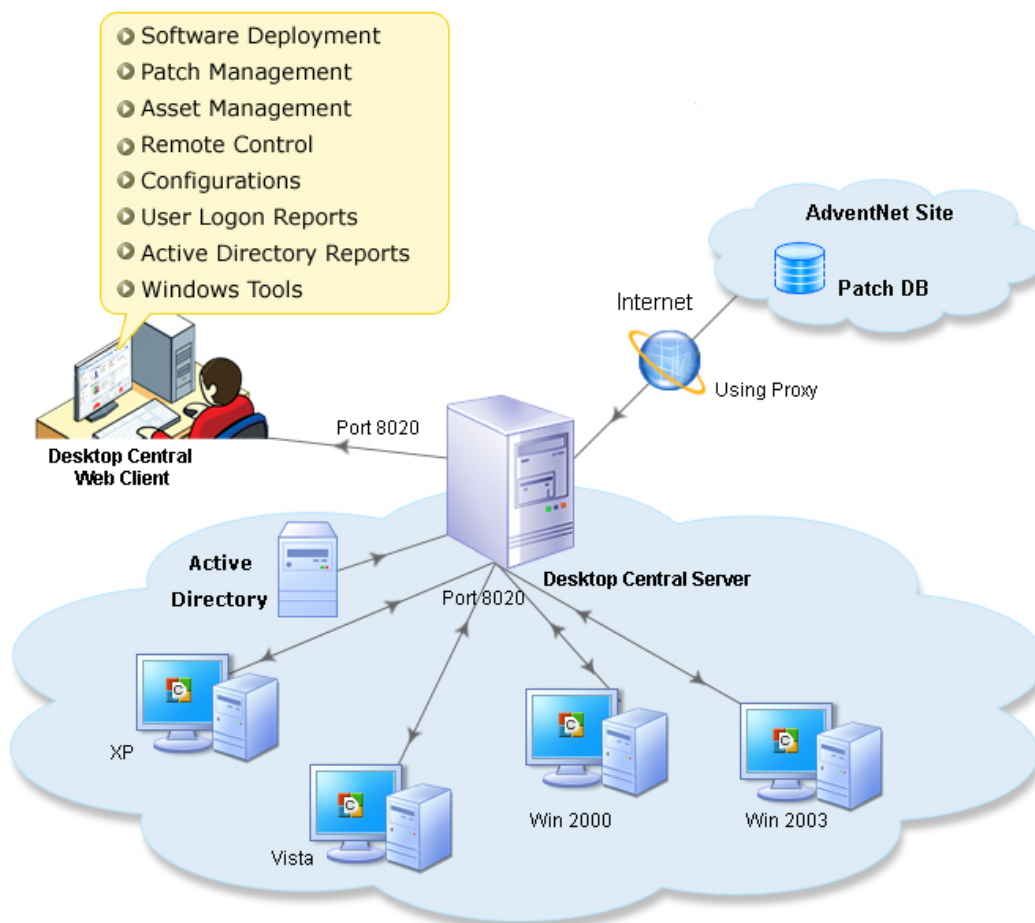 Software Deployment
Patch Management
Asset Management
Remote Control
Configurations
User Logon Reports
Active Directory Reports
Windows Tools
AdventNet Site
Patch DB
Internet
Using Proxy
Port 8020
Desktop Central
Web Client
Active
Directory
Desktop Central Server
Port 8020
XP
Vista
Win 2000
Win 2003